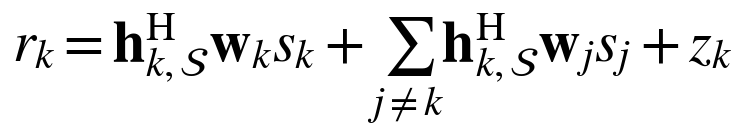 r_k = h^H_{k, 𝒮} w_k s_k + ∑_{j ≠ k} h^H_{k, 𝒮} w_j s_j + z_k